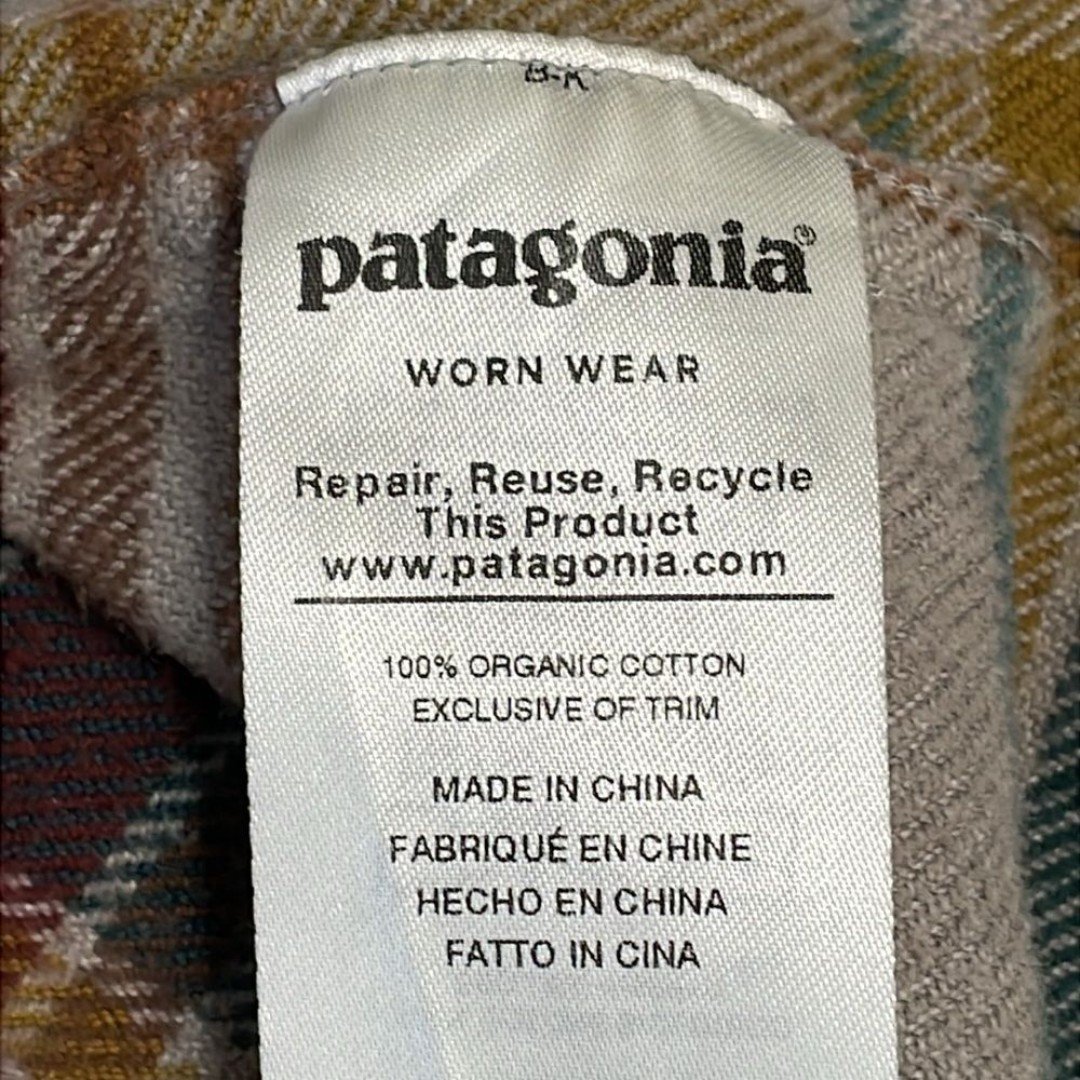 patagonia®
WORN WEAR
Repair, Reuse, Recycle
This Product
www.patagonia.com
100% ORGANIC COTTON
EXCLUSIVE OF TRIM
MADE IN CHINA
FABRIQUÉ EN CHINE
HECHO EN CHINA
FATTO IN CINA